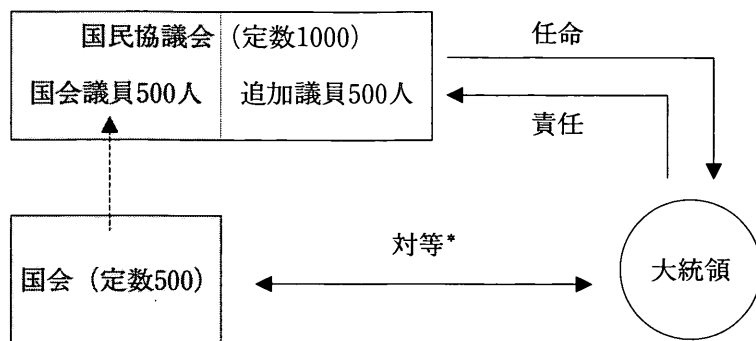 国民協議会（定数1000）
国会議員500人 追加議員500人
任命
責任
国会（定数500）
対等*
大統領